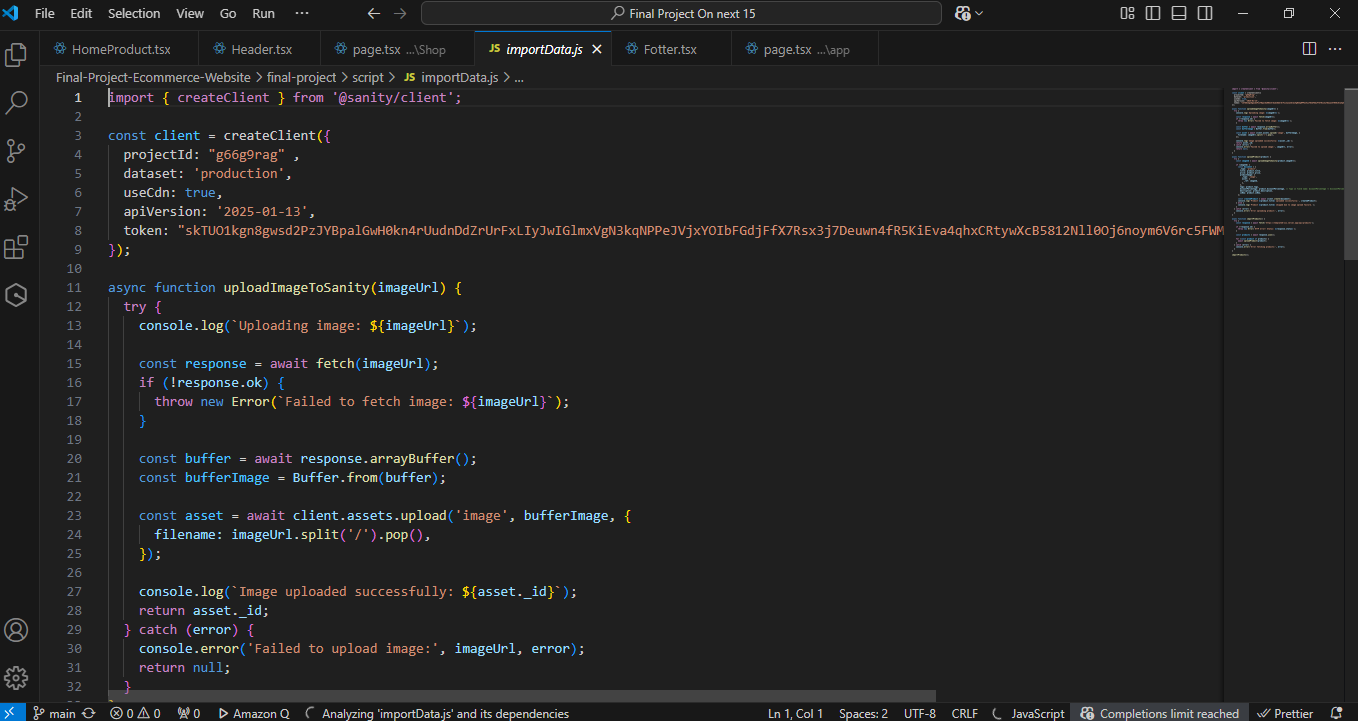 File Edit Selection View Go Run ··· Final Project On next 15
HomeProduct.tsx Header.tsx page.tsx ...\Shop JS importData.js Fotter.tsx page.tsx ...\app
Final-Project-Ecommerce-Website > final-project > script > JS importData.js > ...
1 import { createClient } from '@sanity/client';
2
3 const client = createClient({
4 projectId: "g66g9rag" ,
5 dataset: 'production',
6 useCdn: true,
7 apiVersion: '2025-01-13',
8 token: "skTUO1kgn8gwsd2PzJYBpalGwH0kn4rUudnDdZrUrFxLIyJwIGlmxVgN3kqNPPeJVjxYOIbFGdjFfX7Rsx3j7Deuwn4fR5KiEva4qhxCRtywXcB5812Nll0Oj6noym6V6rc5FWM
9 });
10
11 async function uploadImageToSanity(imageUrl) {
12 try {
13 console.log(`Uploading image: ${imageUrl}`);
14
15 const response = await fetch(imageUrl);
16 if (!response.ok) {
17 throw new Error(`Failed to fetch image: ${imageUrl}`);
18 }
19
20 const buffer = await response.arrayBuffer();
21 const bufferImage = Buffer.from(buffer);
22
23 const asset = await client.assets.upload('image', bufferImage, {
24 filename: imageUrl.split('/').pop(),
25 });
26
27 console.log(`Image uploaded successfully: ${asset._id}`);
28 return asset._id;
29 } catch (error) {
30 console.error('Failed to upload image:', imageUrl, error);
31 return null;
32 }
main 0 0 0 Amazon Q Analyzing 'importData.js' and its dependencies Ln 1, Col 1 Spaces: 2 UTF-8 CRLF JavaScript Completions limit reached Prettier